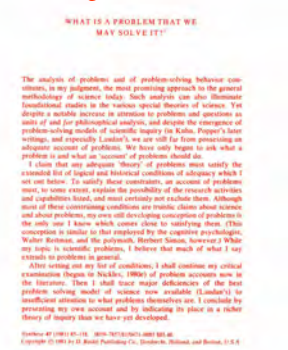 WHAT IS A PROBLEM THAT WE
MAY SOLVE IT?¹
The analysis of problems and of problem-solving behavior con-
stitutes, in my judgment, the most promising approach to the general
methodology of science today. Such analysis can also illuminate
foundational studies in the various special theories of science. Yet
despite a notable increase in attention to problems and questions as
units of and for philosophical analysis, and despite the emergence of
problem-solving models of scientific inquiry (in Kuhn, Popper's later
writings, and especially Laudan's), we are still far from possessing an
adequate account of problems. We have only begun to ask what a
problem is and what an 'account' of problems should do.
I claim that any adequate 'theory' of problems must satisfy the
extended list of logical and historical conditions of adequacy which I
set out below. To satisfy these constraints, an account of problems
must, to some extent, explain the possibility of the research activities
and capabilities listed, and must certainly not exclude them. Although
most of these constraining conditions are truistic claims about science
and about problems, my own still developing conception of problems is
the only one I know which comes close to satisfying them. (This
conception is similar to that employed by the cognitive psychologist,
Walter Reitman, and the polymath, Herbert Simon, however.) While
my topic is scientific problems, I believe that much of what I say
extends to problems in general.
After setting out my list of conditions, I shall continue my critical
examination (begun in Nickles, 1980c) of problem accounts now in
the literature. Then I shall trace major deficiencies of the best
problem solving model of science now available (Laudan's) to
insufficient attention to what problems themselves are. I conclude by
presenting my own account and by indicating its place in a richer
theory of inquiry than we have yet developed.
Synthese 47 (1981) 85–118.
Copyright © 1981 by D. Reidel Publishing Co., Dordrecht, Holland, and Boston, U.S.A.